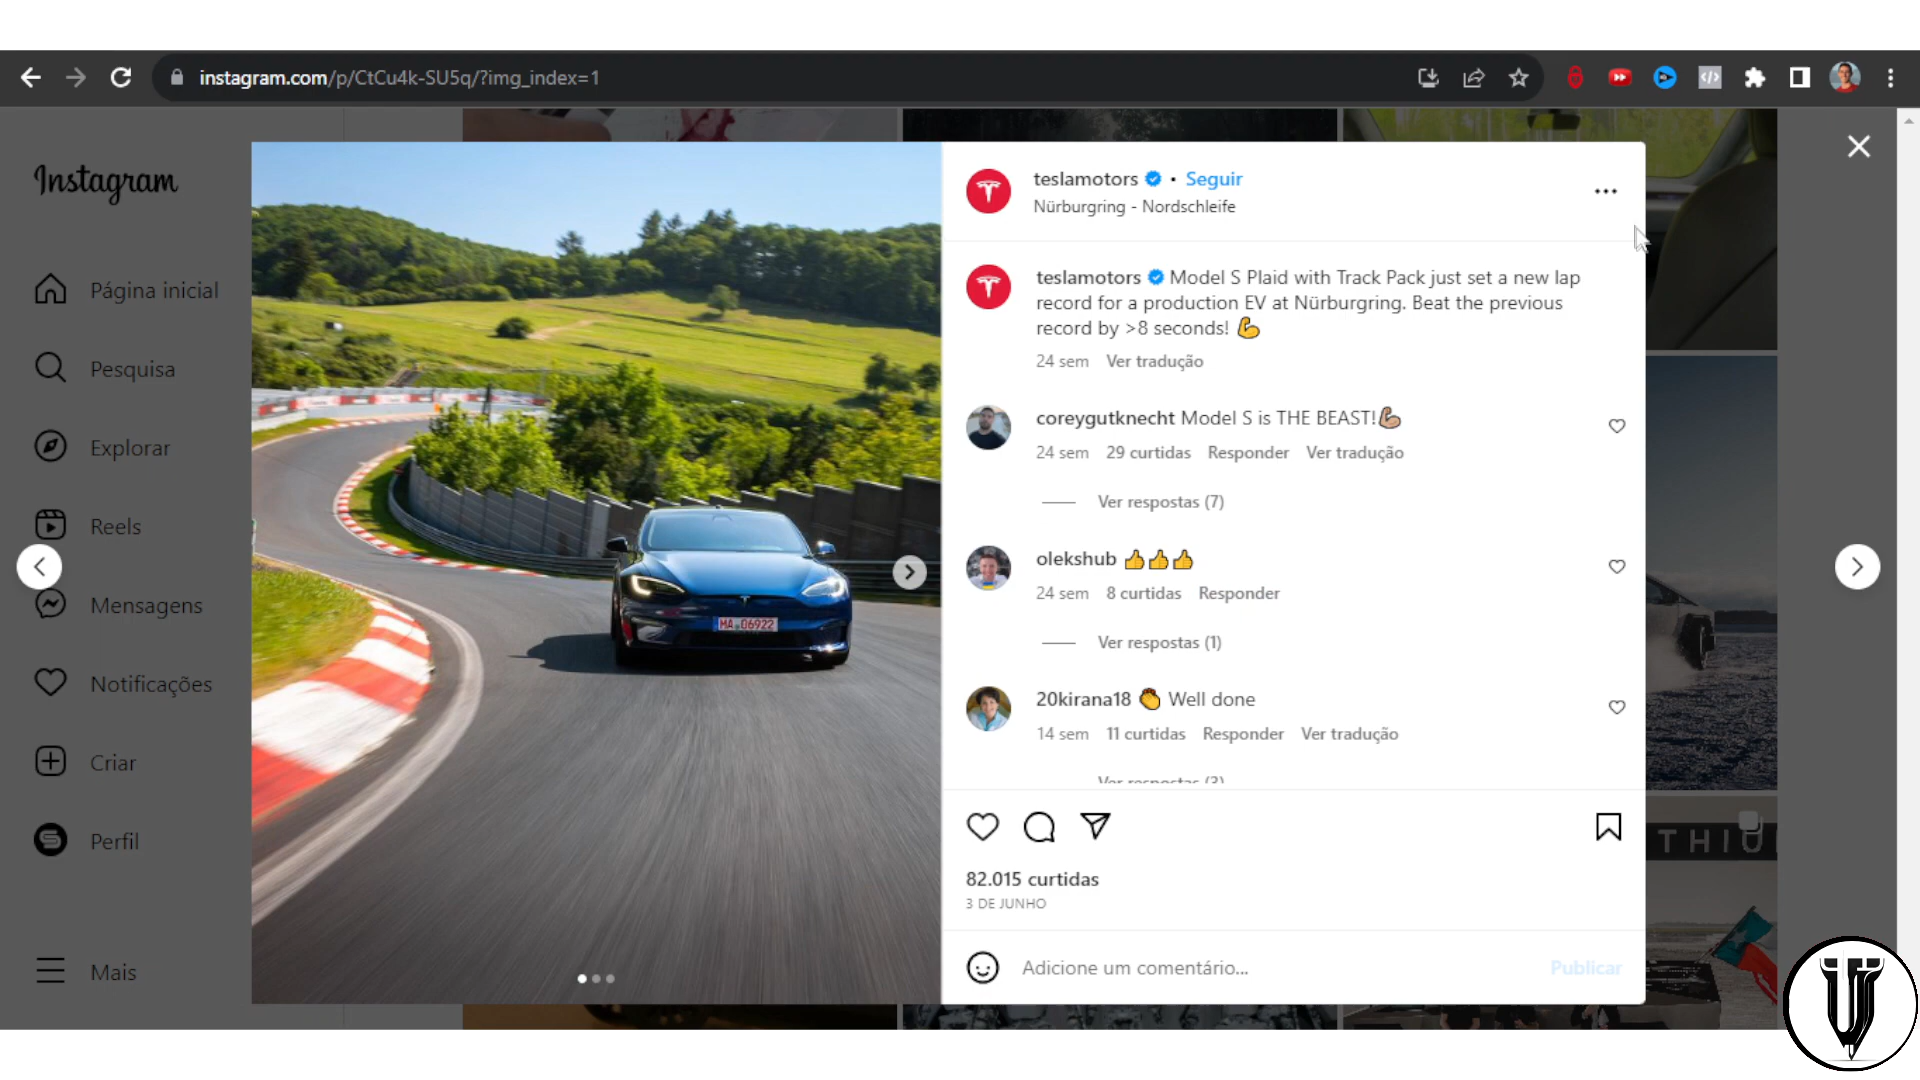 instagram.com/p/CtCu4k-SU5q/?img_index=1
Instagram
Página inicial
Pesquisa
Explorar
Reels
Mensagens
Notificações
Criar
Perfil
Mais
MA 06922
teslamotors • Seguir
Nürburgring - Nordschleife
teslamotors Model S Plaid with Track Pack just set a new lap
record for a production EV at Nürburgring. Beat the previous
record by >8 seconds! 💪
24 sem Ver tradução
coreygutknecht Model S is THE BEAST!💪🏼
24 sem 29 curtidas Responder Ver tradução
Ver respostas (7)
olekshub 👍👍👍
24 sem 8 curtidas Responder
Ver respostas (1)
20kirana18 👏 Well done
14 sem 11 curtidas Responder Ver tradução
Ver respostas (3)
82.015 curtidas
3 DE JUNHO
Adicione um comentário...
Publicar
THIU